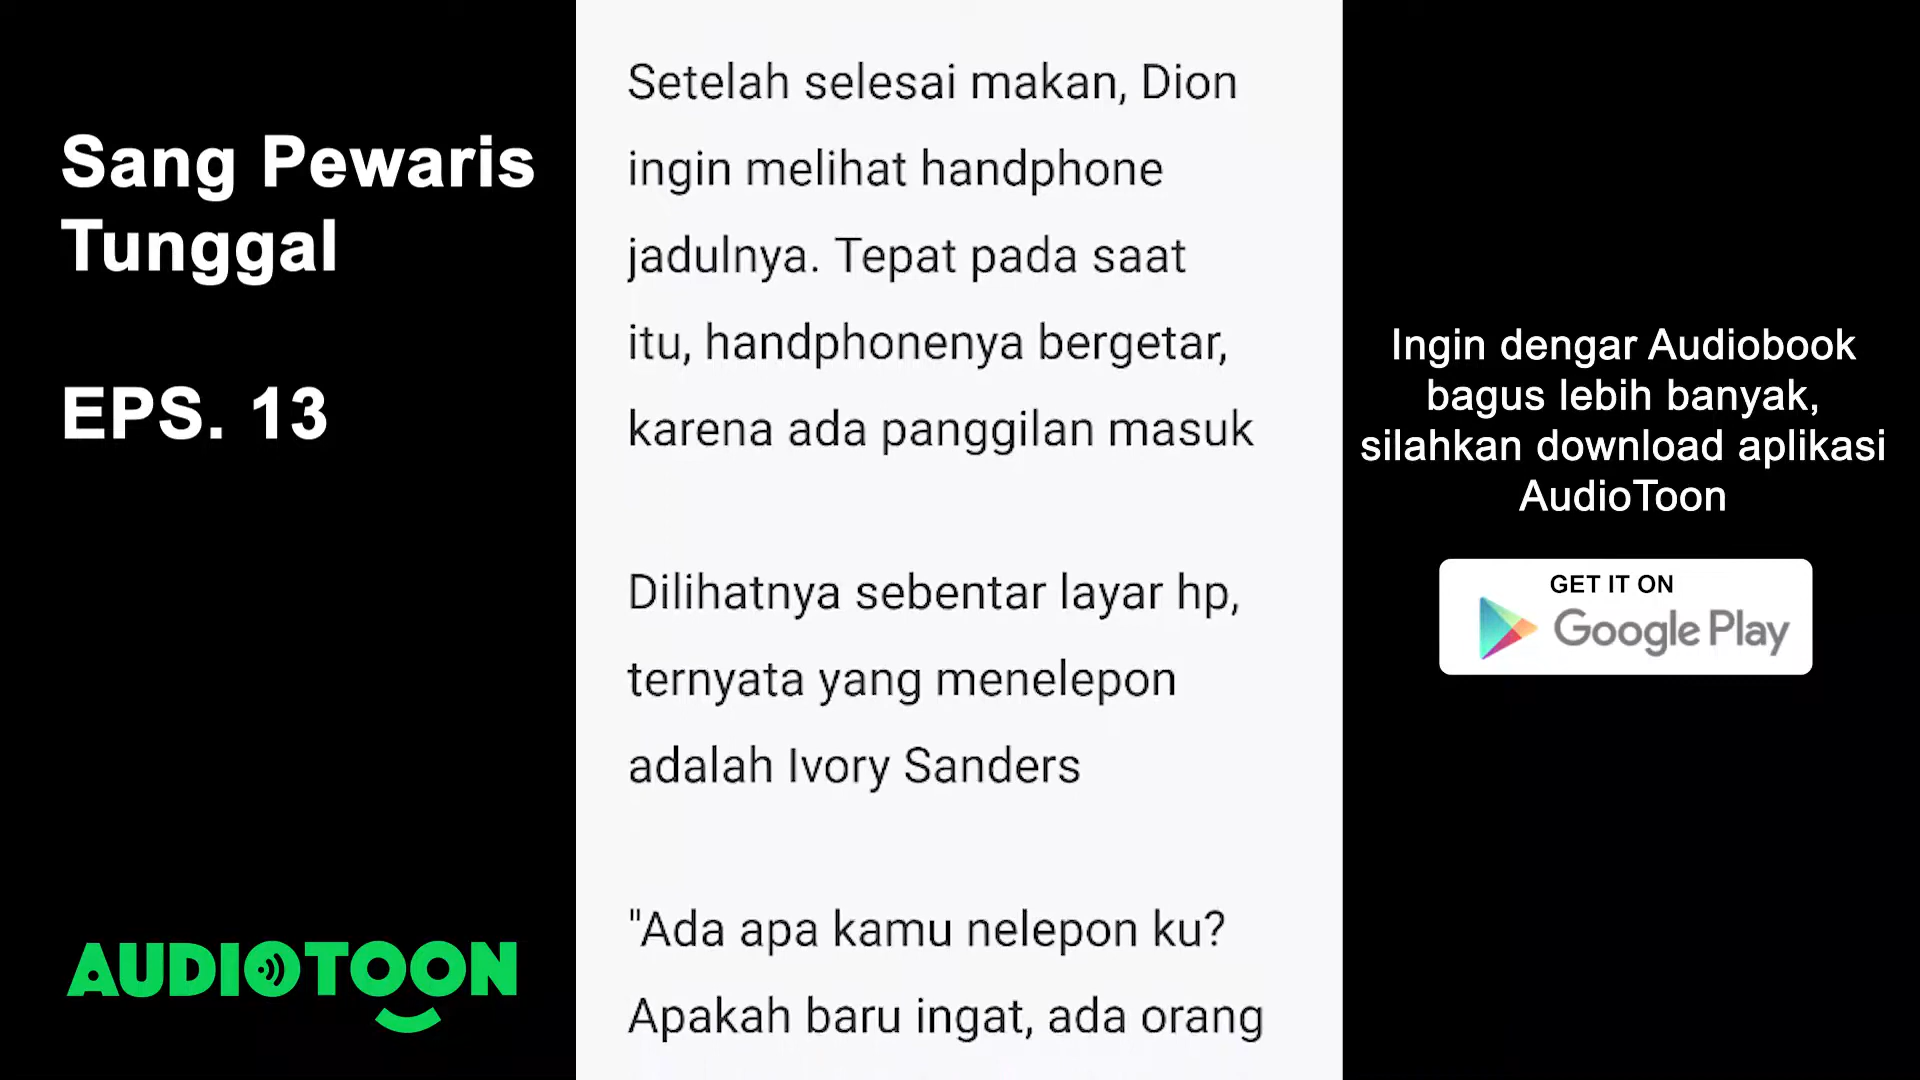 Sang Pewaris
Tunggal
EPS. 13
AUDIOTOON
Setelah selesai makan, Dion
ingin melihat handphone
jadulnya. Tepat pada saat
itu, handphonenya bergetar,
karena ada panggilan masuk
Dilihatnya sebentar layar hp,
ternyata yang menelepon
adalah Ivory Sanders
"Ada apa kamu nelepon ku?
Apakah baru ingat, ada orang
Ingin dengar Audiobook
bagus lebih banyak,
silahkan download aplikasi
AudioToon
GET IT ON
Google Play